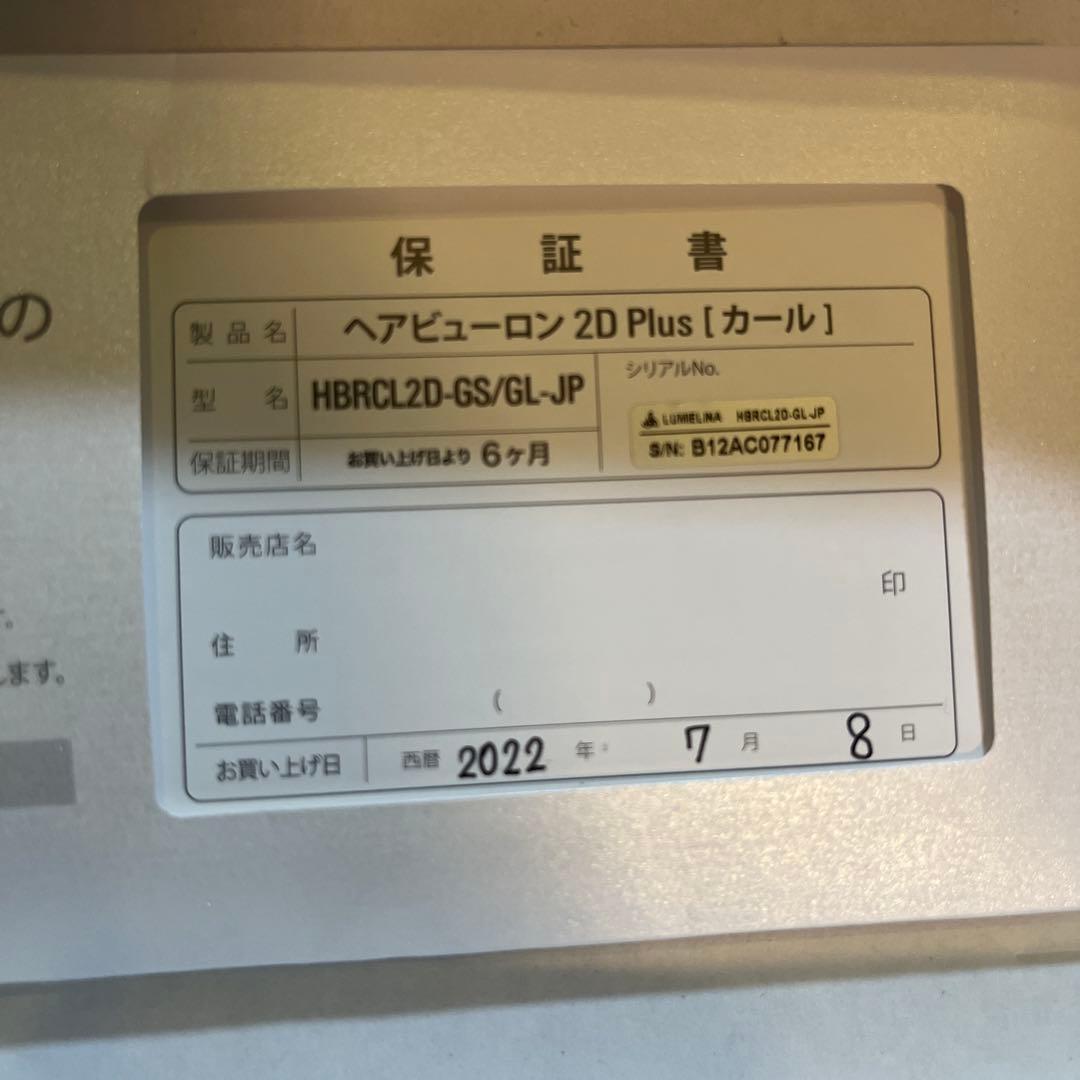 の
す。
します。
保証書
製品名 ヘアビューロン 2D Plus [カール]
型名 HBRCL2D-GS/GL-JP
シリアルNo.
LUMIELINA HBRCL2D-GL-JP
S/N: B12AC077167
保証期間 お買い上げ日より 6ヶ月
販売店名
印
住所
電話番号 ( )
お買い上げ日 西暦 2022 年 7 月 8 日